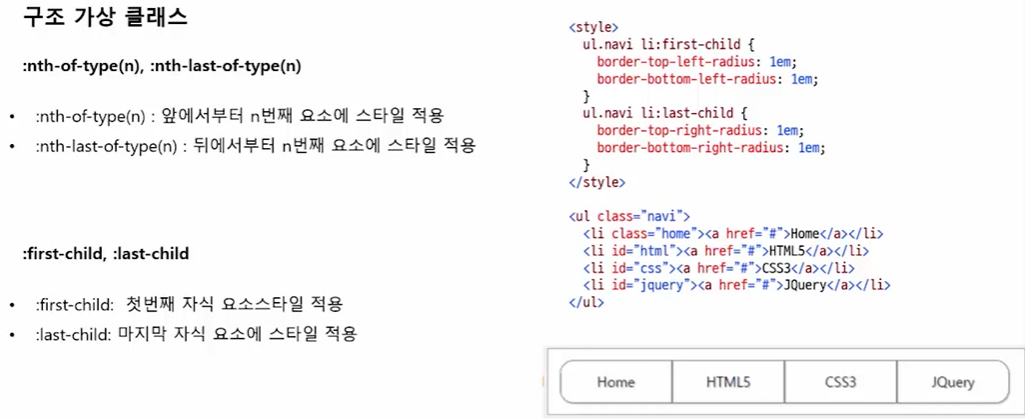 구조 가상 클래스
:nth-of-type(n), :nth-last-of-type(n)
• :nth-of-type(n) : 앞에서부터 n번째 요소에 스타일 적용
• :nth-last-of-type(n) : 뒤에서부터 n번째 요소에 스타일 적용
:first-child, :last-child
• :first-child: 첫번째 자식 요소스타일 적용
• :last-child: 마지막 자식 요소에 스타일 적용
<style>
  ul.navi li:first-child {
    border-top-left-radius: 1em;
    border-bottom-left-radius: 1em;
  }
  ul.navi li:last-child {
    border-top-right-radius: 1em;
    border-bottom-right-radius: 1em;
  }
</style>
<ul class="navi">
  <li class="home"><a href="#">Home</a></li>
  <li id="html"><a href="#">HTML5</a></li>
  <li id="css"><a href="#">CSS3</a></li>
  <li id="jquery"><a href="#">JQuery</a></li>
</ul>
Home HTML5 CSS3 JQuery